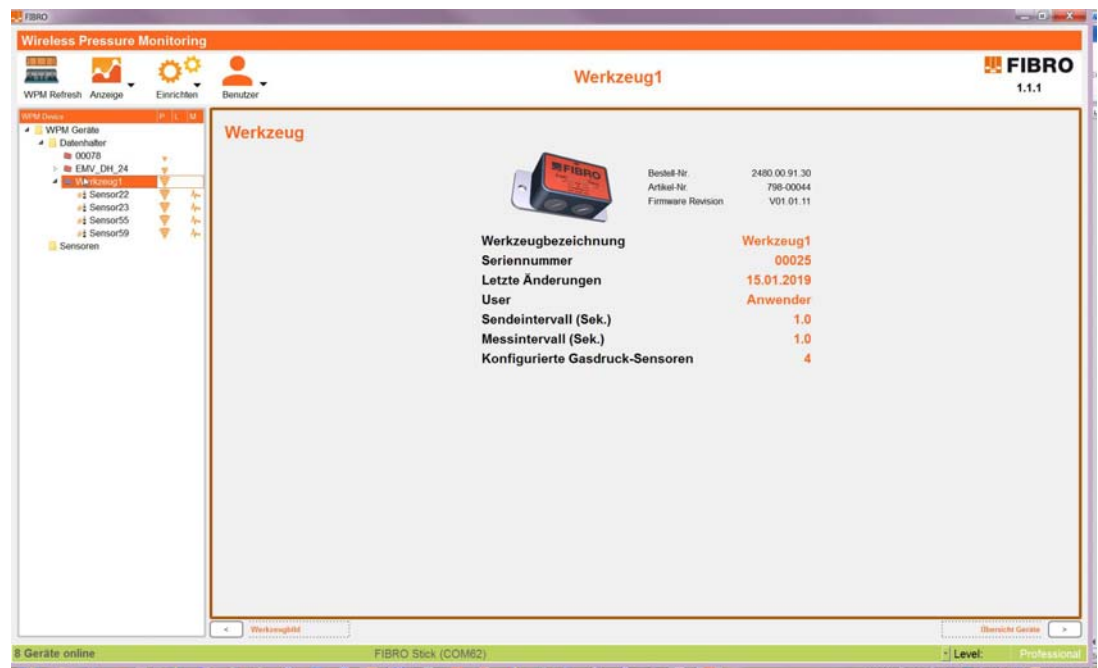 FIBRO
Wireless Pressure Monitoring
WPM Refresh Anzeige Einrichten Benutzer
Werkzeug1
FIBRO
1.1.1
WPM Device P L M
WPM Geräte
Datenhalter
00078
EMV_DH_24
Werkzeug1
Sensor22
Sensor23
Sensor55
Sensor59
Sensoren
Werkzeug
FIBRO
Bestell-Nr. 2480.00.91.30
Artikel-Nr. 798-00044
Firmware Revision V01.01.11
Werkzeugbezeichnung Werkzeug1
Seriennummer 00025
Letzte Änderungen 15.01.2019
User Anwender
Sendeintervall (Sek.) 1.0
Messintervall (Sek.) 1.0
Konfigurierte Gasdruck-Sensoren 4
< Werkzeugbild Übersicht Geräte >
8 Geräte online FIBRO Stick (COM62) Level: Professional